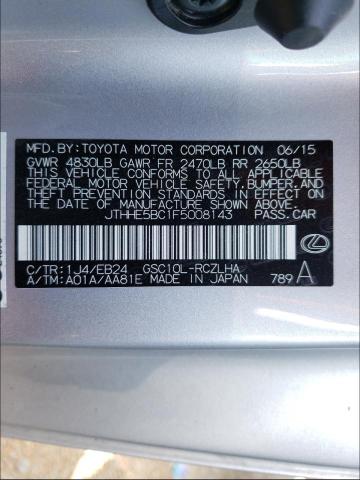 MFD.BY:TOYOTA MOTOR CORPORATION 06/15
GVWR 4830LB GAWR FR 2470LB RR 2650LB
THIS VEHICLE CONFORMS TO ALL APPLICABLE
FEDERAL MOTOR VEHICLE SAFETY,BUMPER,AND
THEFT PREVENTION STANDARDS IN EFFECT ON
THE DATE OF MANUFACTURE SHOWN ABOVE.
JTHHE5BC1F5008143 PASS.CAR
C/TR:1J4/EB24 GSC10L-RCZLHA
A/TM:A01A/AA81E MADE IN JAPAN 789 A